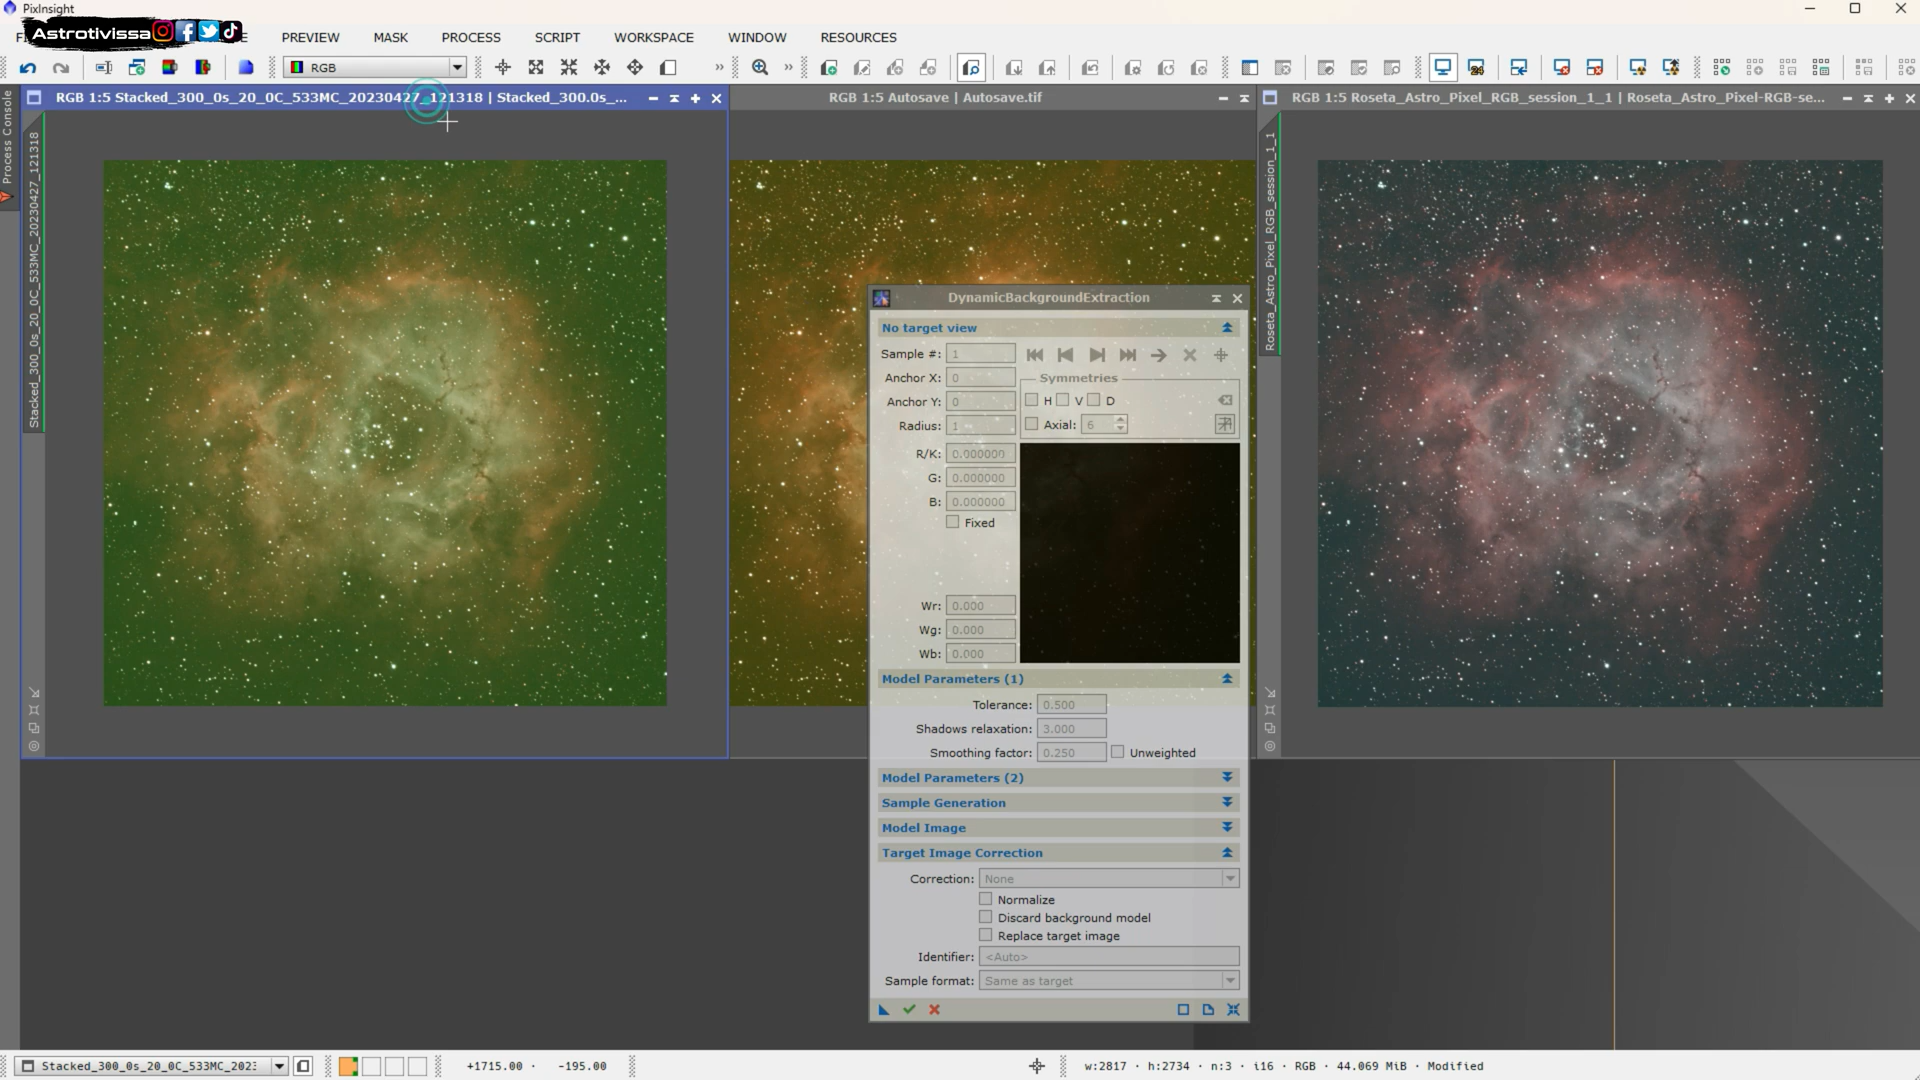 PixInsight
Astrotivissa
PREVIEW
MASK
PROCESS
SCRIPT
WORKSPACE
WINDOW
RESOURCES
RGB
RGB 1:5 Stacked_300_0s_20_0C_533MC_20230427_121318 | Stacked_300.0s_...
RGB 1:5 Autosave | Autosave.tif
RGB 1:5 Roseta_Astro_Pixel_RGB_session_1_1 | Roseta_Astro_Pixel-RGB-se...
Process Console
Stacked_300_0s_20_0C_533MC_20230427_121318
Roseta_Astro_Pixel_RGB_session_1_1
DynamicBackgroundExtraction
No target view
Sample #: 1
Anchor X: 0
Symmetries
Anchor Y: 0
H V D
Radius: 1
Axial: 6
R/K: 0.000000
G: 0.000000
B: 0.000000
Fixed
Wr: 0.000
Wg: 0.000
Wb: 0.000
Model Parameters (1)
Tolerance: 0.500
Shadows relaxation: 3.000
Smoothing factor: 0.250 Unweighted
Model Parameters (2)
Sample Generation
Model Image
Target Image Correction
Correction: None
Normalize
Discard background model
Replace target image
Identifier: <Auto>
Sample format: Same as target
Stacked_300_0s_20_0C_533MC_202
+1715.00 · -195.00
w:2817 · h:2734 · n:3 · i16 · RGB · 44.069 MiB · Modified